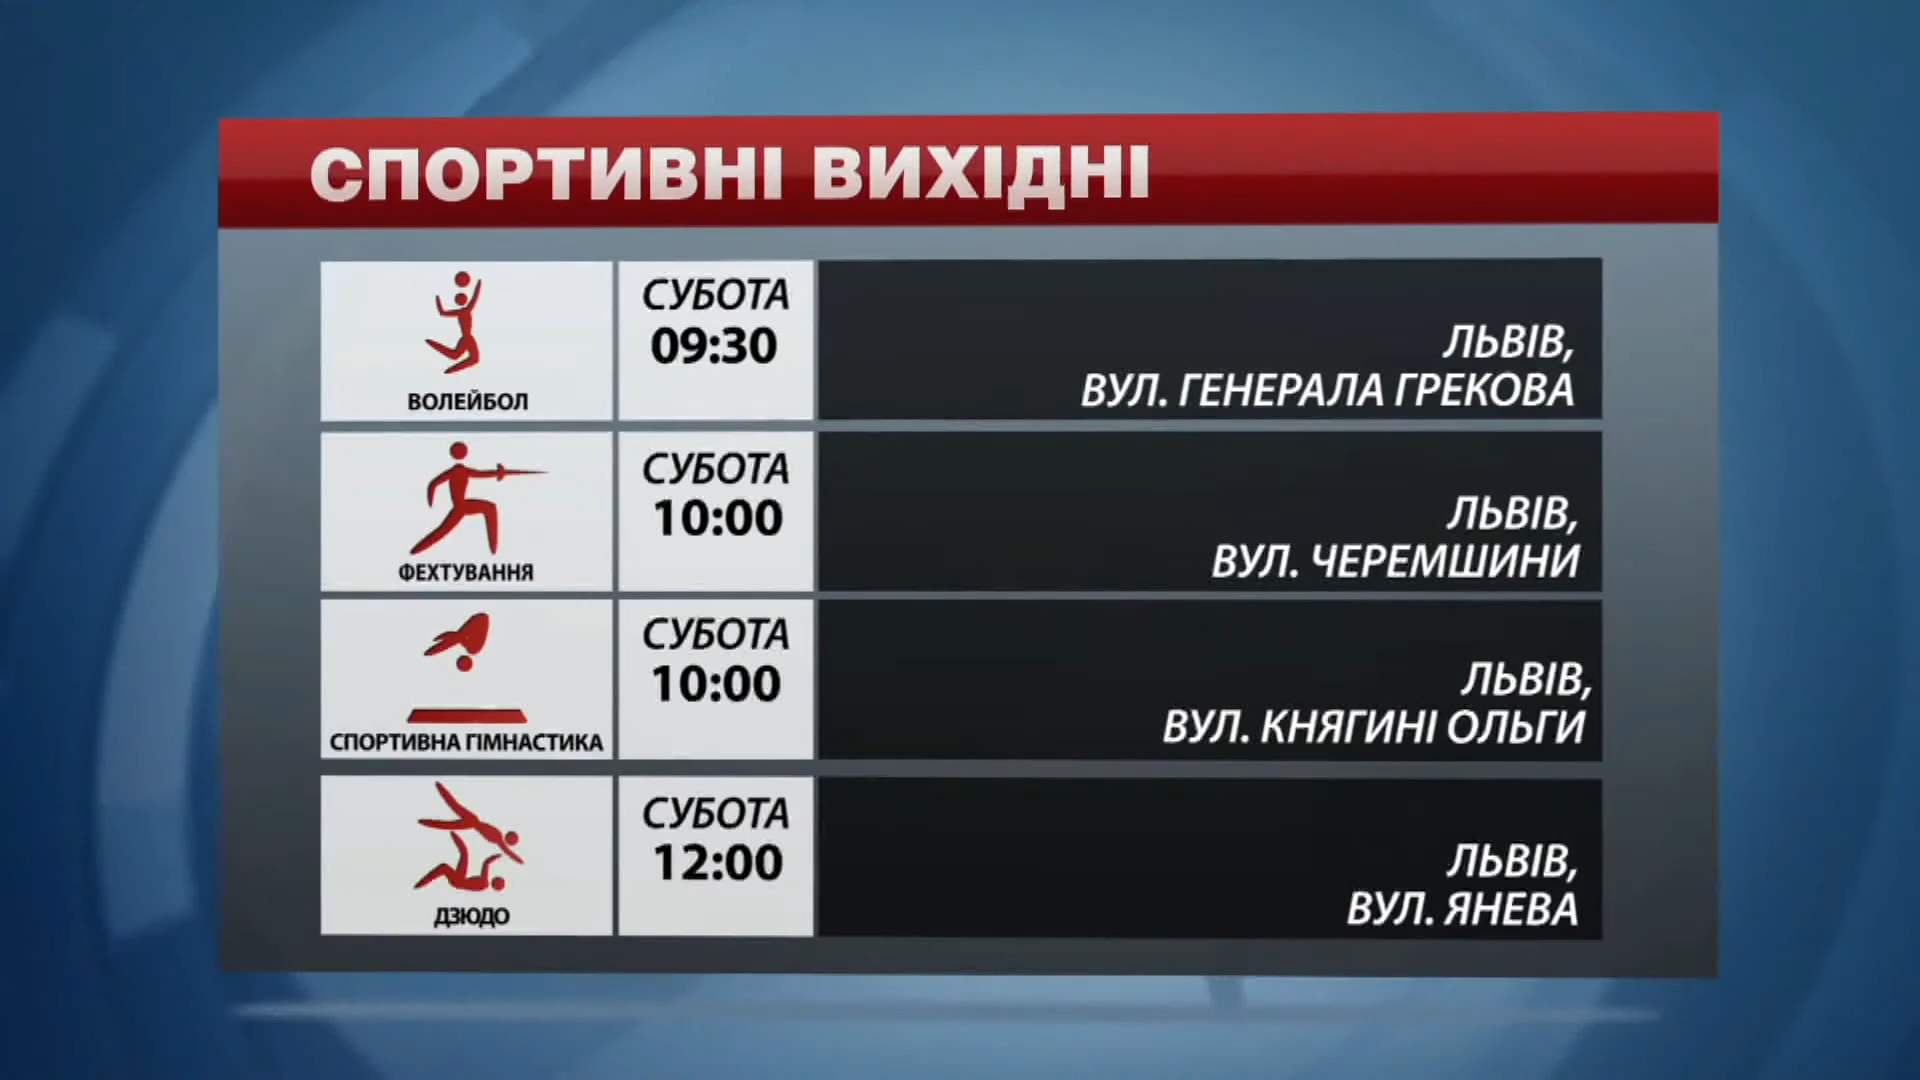 СПОРТИВНІ ВИХІДНІ
ВОЛЕЙБОЛ
СУБОТА
09:30
ЛЬВІВ,
ВУЛ. ГЕНЕРАЛА ГРЕКОВА
ФЕХТУВАННЯ
СУБОТА
10:00
ЛЬВІВ,
ВУЛ. ЧЕРЕМШИНИ
СПОРТИВНА ГІМНАСТИКА
СУБОТА
10:00
ЛЬВІВ,
ВУЛ. КНЯГИНІ ОЛЬГИ
ДЗЮДО
СУБОТА
12:00
ЛЬВІВ,
ВУЛ. ЯНЕВА